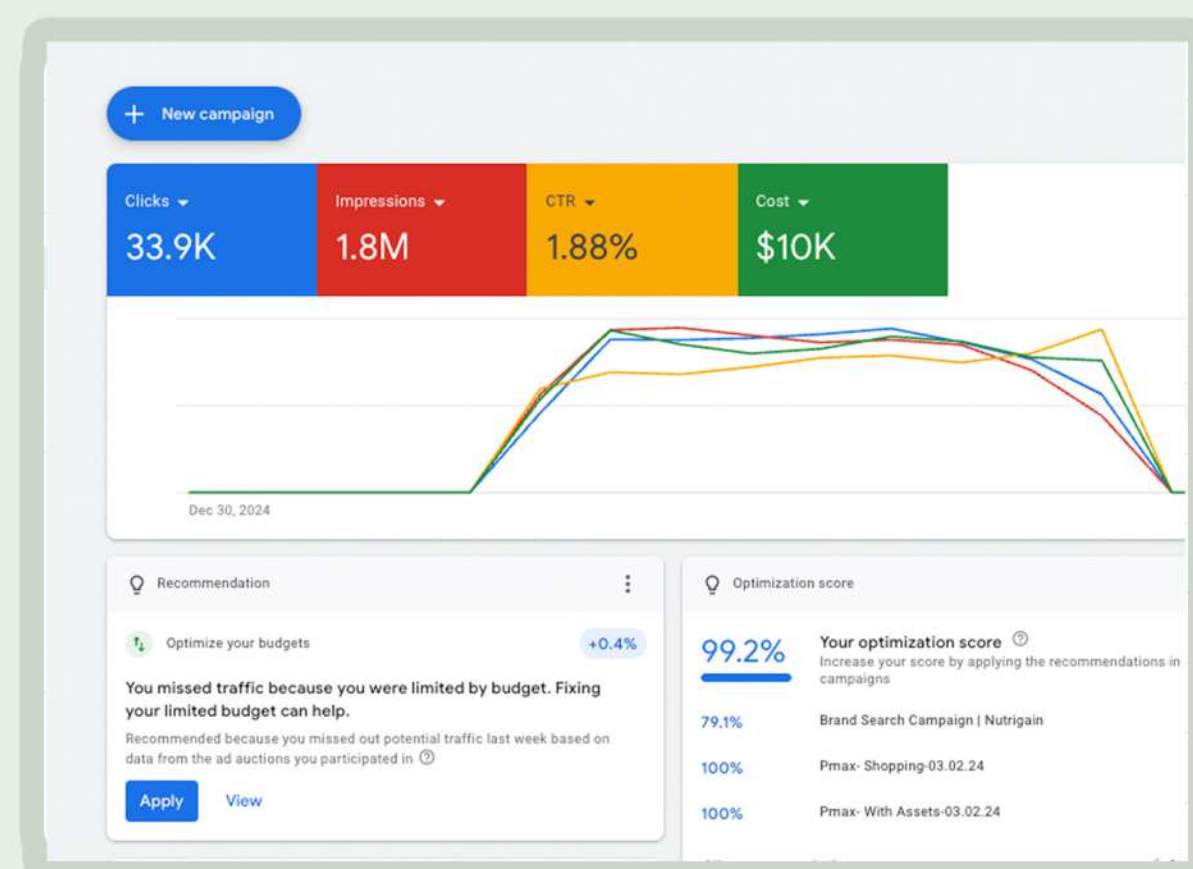 New campaign
Clicks
Impressions
CTR
Cost
33.9K
1.8M
1.88%
$10K
Dec 30, 2024
Recommendation
Optimize your budgets
+0.4%
You missed traffic because you were limited by budget. Fixing
your limited budget can help.
Recommended because you missed out potential traffic last week based on
data from the ad auctions you participated in
Apply
View
Optimization score
99.2%
Your optimization score
Increase your score by applying the recommendations in
campaigns
79.1%
Brand Search Campaign | Nutrigain
100%
Pmax- Shopping-03.02.24
100%
Pmax- With Assets-03.02.24